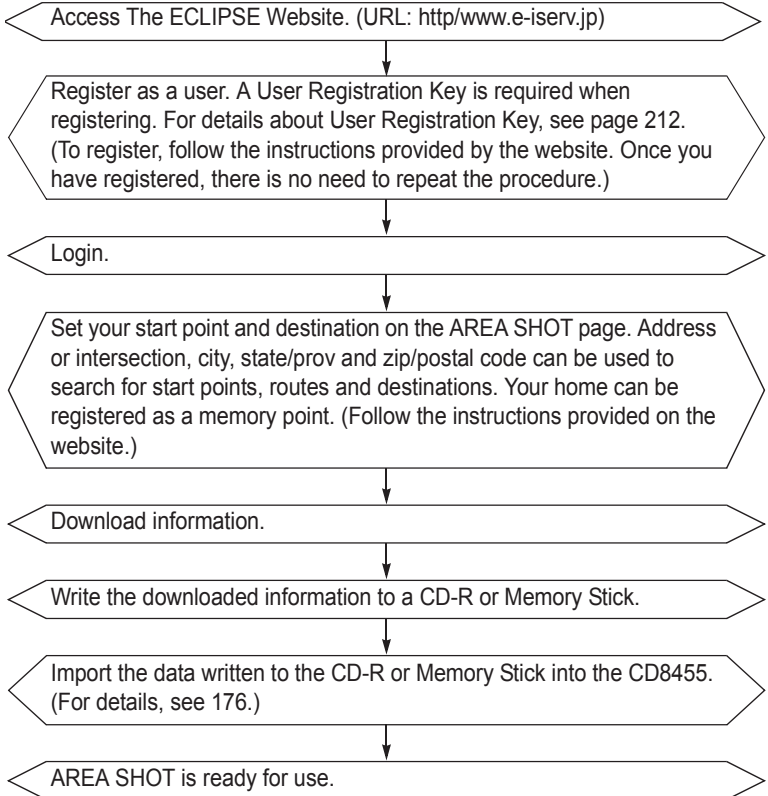 Access The ECLIPSE Website. (URL: http/www.e-iserv.jp)
Register as a user. A User Registration Key is required when
registering. For details about User Registration Key, see page 212.
(To register, follow the instructions provided by the website. Once you
have registered, there is no need to repeat the procedure.)
Login.
Set your start point and destination on the AREA SHOT page. Address
or intersection, city, state/prov and zip/postal code can be used to
search for start points, routes and destinations. Your home can be
registered as a memory point. (Follow the instructions provided on the
website.)
Download information.
Write the downloaded information to a CD-R or Memory Stick.
Import the data written to the CD-R or Memory Stick into the CD8455.
(For details, see 176.)
AREA SHOT is ready for use.